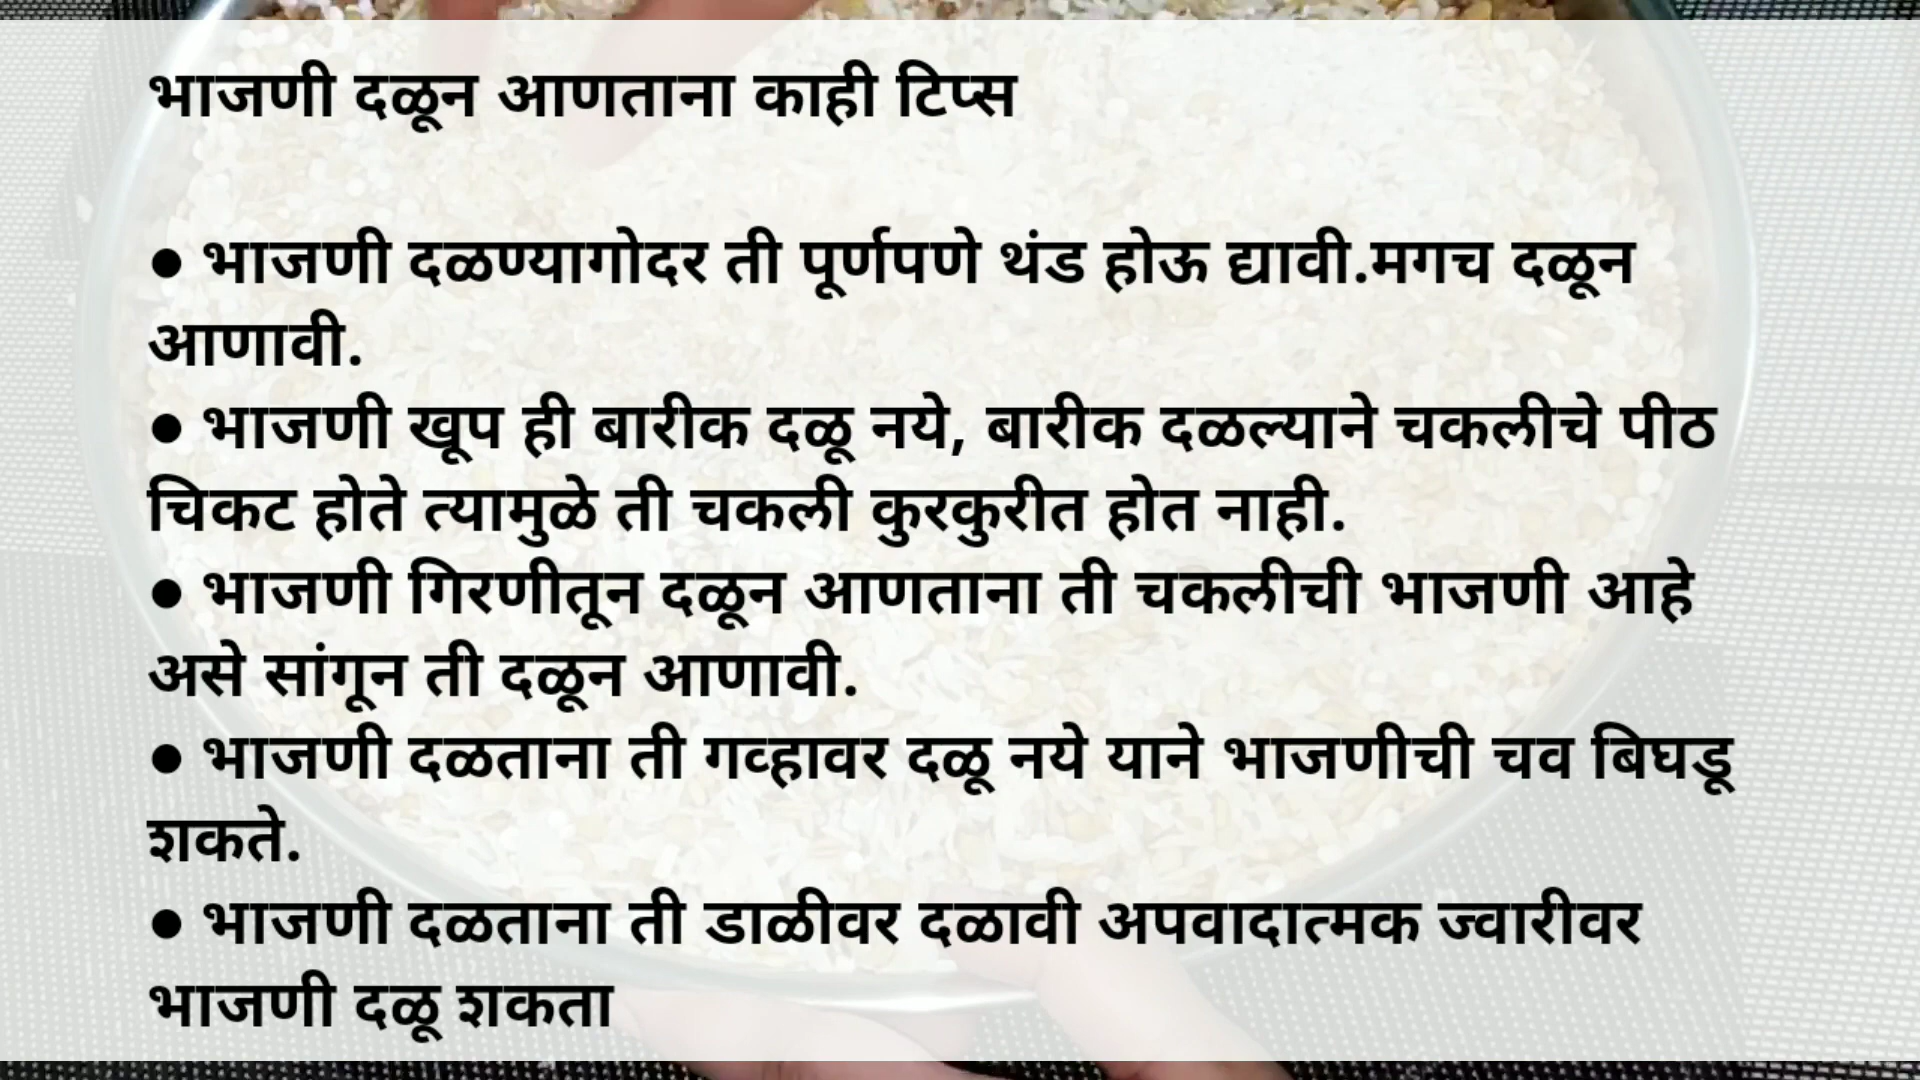 भाजणी दळून आणताना काही टिप्स
● भाजणी दळण्यागोदर ती पूर्णपणे थंड होऊ द्यावी.मगच दळून
आणावी.
● भाजणी खूप ही बारीक दळू नये, बारीक दळल्याने चकलीचे पीठ
चिकट होते त्यामुळे ती चकली कुरकुरीत होत नाही.
● भाजणी गिरणीतून दळून आणताना ती चकलीची भाजणी आहे
असे सांगून ती दळून आणावी.
● भाजणी दळताना ती गव्हावर दळू नये याने भाजणीची चव बिघडू
शकते.
● भाजणी दळताना ती डाळीवर दळावी अपवादात्मक ज्वारीवर
भाजणी दळू शकता